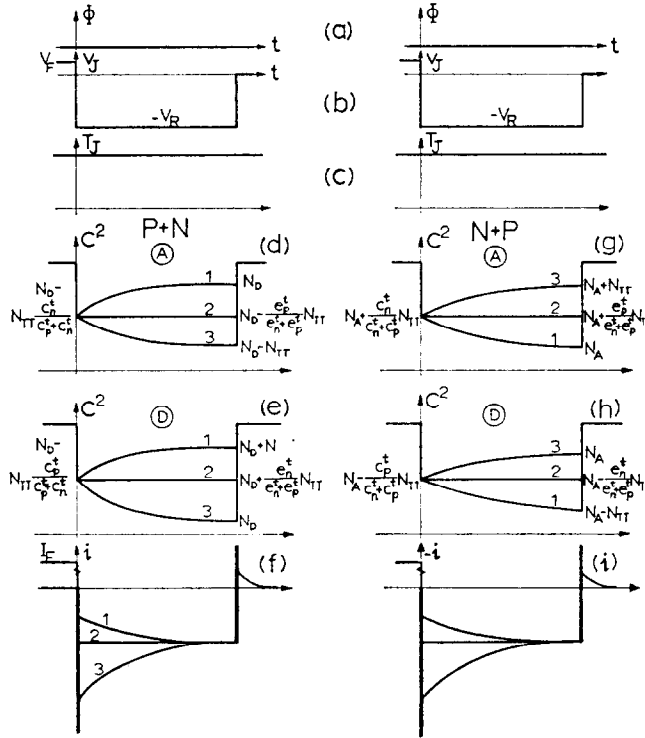 Φ Φ
(a)
t t
V_F V_J V_J
t t
(b)
-V_R -V_R
T_J T_J
(c)
P+N N+P
C² Ⓐ (d) C² Ⓐ (g)
1 N_D 3 N_A+N_TT
N_D- N_TT c_n^t/(c_p^t+c_n^t) 2 N_D- e_p^t/(e_n^t+e_p^t) N_TT N_A+ c_n^t/(c_n^t+c_p^t) N_TT 2 N_A+ e_p^t/(e_n^t+e_p^t) N_T
3 N_D-N_TT 1 N_A
C² Ⓓ (e) C² Ⓓ (h)
1 N_D+N 3 N_A
N_D- N_TT c_p^t/(c_p^t+c_n^t) 2 N_D+ e_n^t/(e_n^t+e_p^t) N_TT N_A- c_p^t/(c_n^t+c_p^t) N_TT 2 N_A- e_n^t/(e_n^t+e_p^t) N_TT
3 N_D 1 N_A-N_TT
I_F i (f) -i (i)
1
2
3